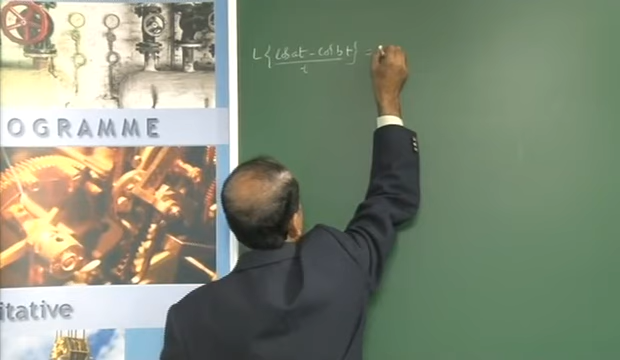 OGRAMME
itative
L{cos at - cos bt} =
t